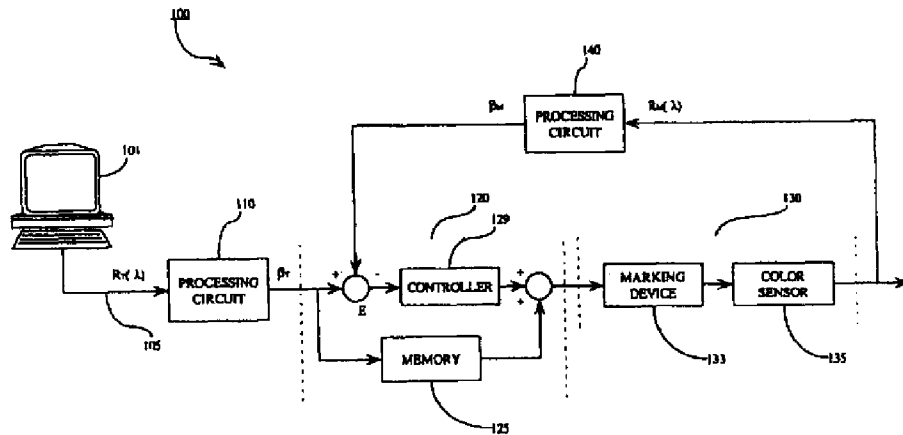 100
140
βM
PROCESSING
CIRCUIT
RM(λ)
101
110
120
129
130
RT(λ)
PROCESSING
CIRCUIT
βT
+
-
E
CONTROLLER
+
+
MARKING
DEVICE
COLOR
SENSOR
105
MEMORY
125
133
135